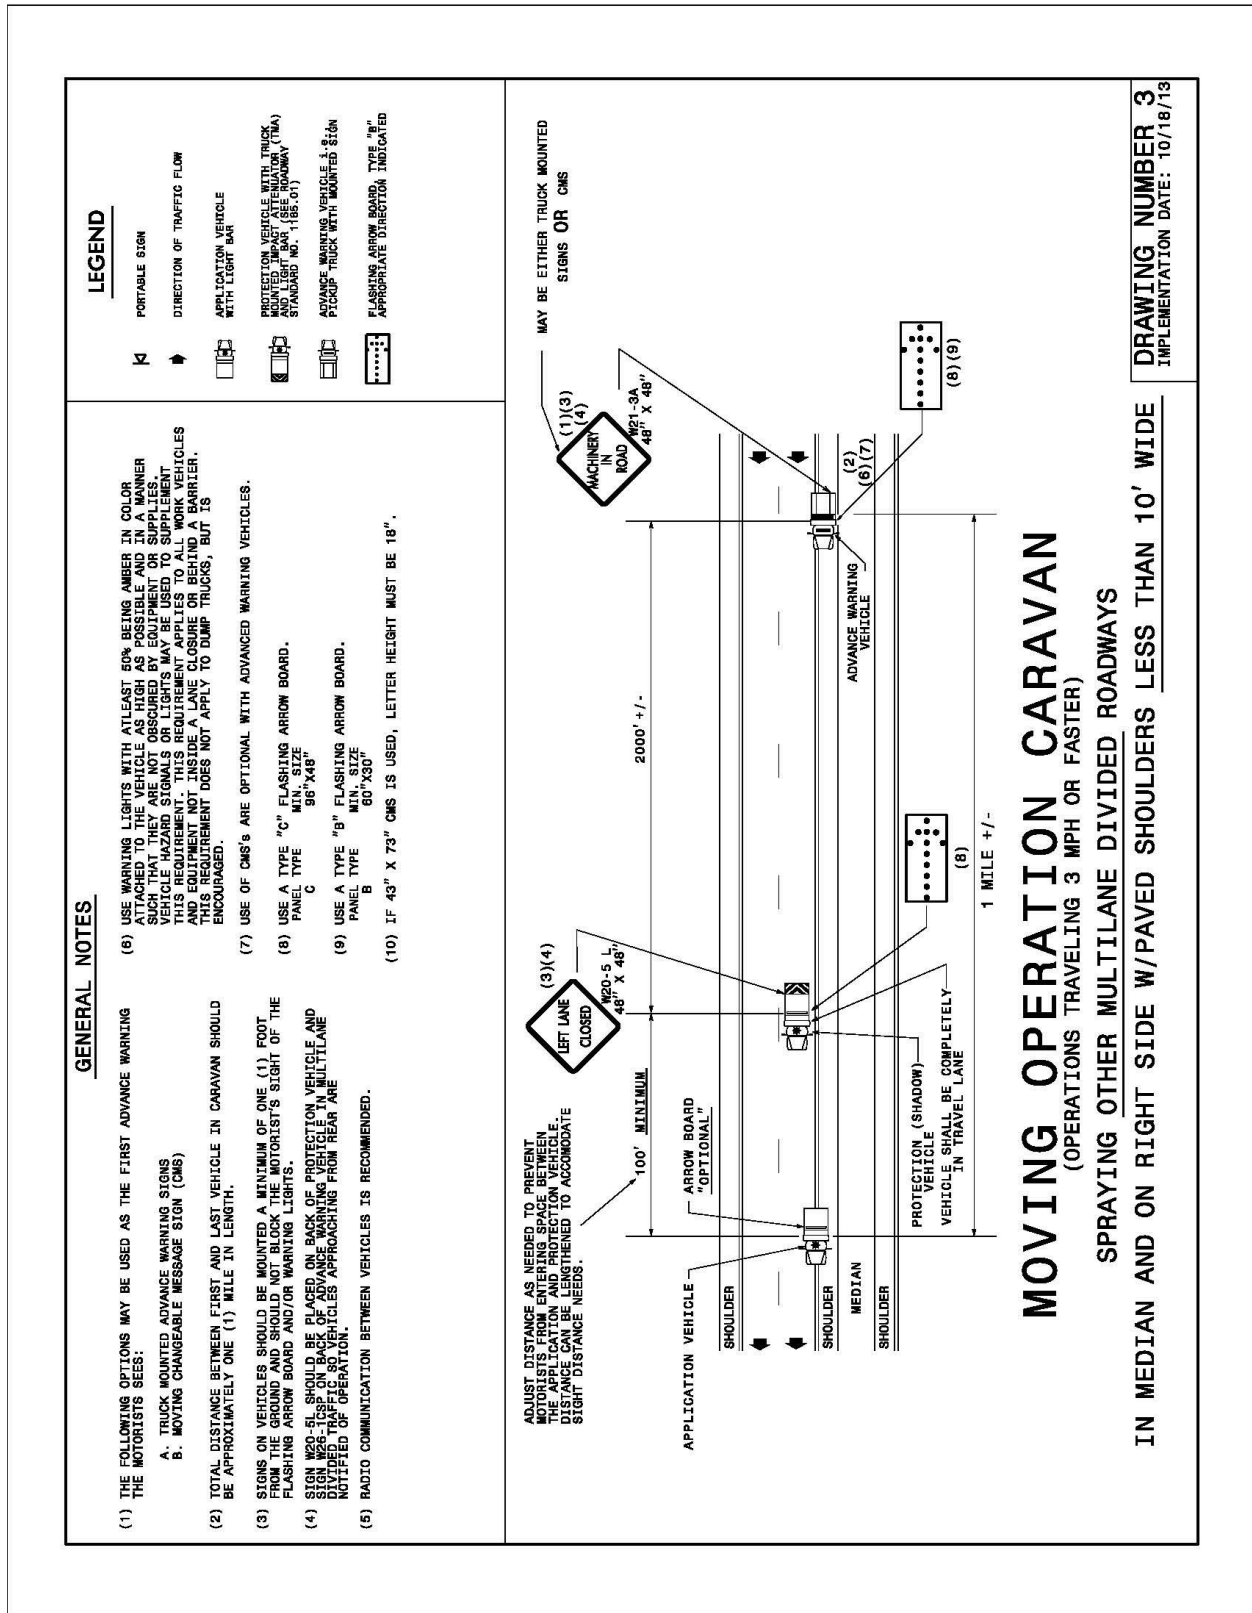 GENERAL NOTES
(1) THE FOLLOWING OPTIONS MAY BE USED AS THE FIRST ADVANCE WARNING
THE MOTORISTS SEES:
A. TRUCK MOUNTED ADVANCE WARNING SIGNS
B. MOVING CHANGEABLE MESSAGE SIGN (CMS)
(2) TOTAL DISTANCE BETWEEN FIRST AND LAST VEHICLE IN CARAVAN SHOULD
BE APPROXIMATELY ONE (1) MILE IN LENGTH.
(3) SIGNS ON VEHICLES SHOULD BE MOUNTED A MINIMUM OF ONE (1) FOOT
FROM THE GROUND AND SHOULD NOT BLOCK THE MOTORIST'S SIGHT OF THE
FLASHING ARROW BOARD AND/OR WARNING LIGHTS.
(4) SIGN W20-5L SHOULD BE PLACED ON BACK OF PROTECTION VEHICLE AND
SIGN W26-1CSP ON BACK OF ADVANCE WARNING VEHICLE IN MULTILANE
DIVIDED TRAFFIC SO VEHICLES APPROACHING FROM REAR ARE
NOTIFIED OF OPERATION.
(5) RADIO COMMUNICATION BETWEEN VEHICLES IS RECOMMENDED.
(6) USE WARNING LIGHTS WITH ATLEAST 50% BEING AMBER IN COLOR
ATTACHED TO THE VEHICLE AS HIGH AS POSSIBLE AND IN A MANNER
SUCH THAT THEY ARE NOT OBSCURED BY EQUIPMENT OR SUPPLIES.
VEHICLE HAZARD SIGNALS OR LIGHTS MAY BE USED TO SUPPLEMENT
THIS REQUIREMENT. THIS REQUIREMENT APPLIES TO ALL WORK VEHICLES
AND EQUIPMENT NOT INSIDE A LANE CLOSURE OR BEHIND A BARRIER.
THIS REQUIREMENT DOES NOT APPLY TO DUMP TRUCKS, BUT IS
ENCOURAGED.
(7) USE OF CMS's ARE OPTIONAL WITH ADVANCED WARNING VEHICLES.
(8) USE A TYPE "C" FLASHING ARROW BOARD.
PANEL TYPE MIN. SIZE
C 96"X48"
(9) USE A TYPE "B" FLASHING ARROW BOARD.
PANEL TYPE MIN. SIZE
B 60"X30"
(10) IF 43" X 73" CMS IS USED, LETTER HEIGHT MUST BE 18".
LEGEND
PORTABLE SIGN
DIRECTION OF TRAFFIC FLOW
APPLICATION VEHICLE
WITH LIGHT BAR
PROTECTION VEHICLE WITH TRUCK
MOUNTED IMPACT ATTENUATOR (TMA)
AND LIGHT BAR (SEE ROADWAY
STANDARD NO. 1165.01)
ADVANCE WARNING VEHICLE i.e.,
PICKUP TRUCK WITH MOUNTED SIGN
FLASHING ARROW BOARD, TYPE "B"
APPROPRIATE DIRECTION INDICATED
ADJUST DISTANCE AS NEEDED TO PREVENT
MOTORISTS FROM ENTERING SPACE BETWEEN
THE APPLICATION AND PROTECTION VEHICLE.
DISTANCE CAN BE LENGTHENED TO ACCOMODATE
SIGHT DISTANCE NEEDS.
LEFT LANE
CLOSED
(3)(4)
W20-5 L
48" X 48"
MACHINERY
IN
ROAD
(1)(3)
(4)
W21-3A
48" X 48"
MAY BE EITHER TRUCK MOUNTED
SIGNS OR CMS
100' MINIMUM
2000'+/-
APPLICATION VEHICLE
ARROW BOARD
"OPTIONAL"
SHOULDER
SHOULDER
MEDIAN
SHOULDER
ADVANCE WARNING
VEHICLE
(2)
(6)(7)
PROTECTION (SHADOW)
VEHICLE
VEHICLE SHALL BE COMPLETELY
IN TRAVEL LANE
(8)
(8)(9)
1 MILE +/-
MOVING OPERATION CARAVAN
(OPERATIONS TRAVELING 3 MPH OR FASTER)
SPRAYING OTHER MULTILANE DIVIDED ROADWAYS
IN MEDIAN AND ON RIGHT SIDE W/PAVED SHOULDERS LESS THAN 10' WIDE
DRAWING NUMBER 3
IMPLEMENTATION DATE: 10/18/13